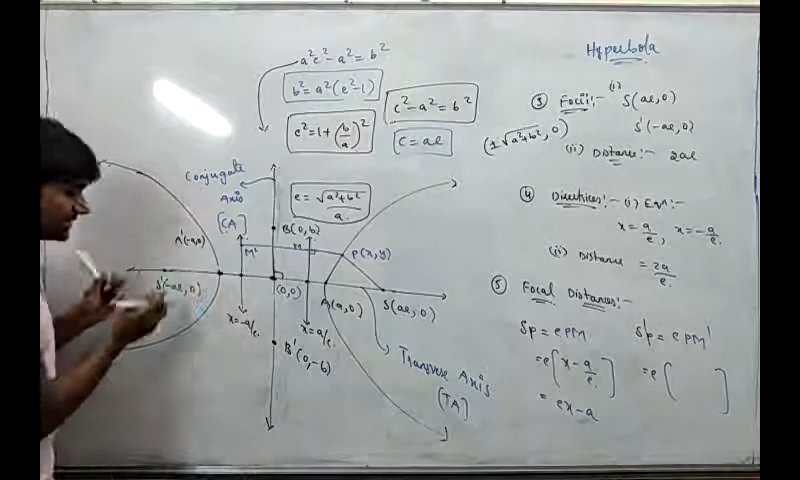 a²e² - a² = b²
b² = a²(e²-1)
c² - a² = b²
e² = 1 + (b/a)²
c = ae
e = √(a²+b²)/a
Conjugate
Axis
[CA]
B(0,b)
A'(-a,0)
M'
M
P(x,y)
S'(-ae,0)
(0,0)
A(a,0)
S(ae,0)
x=-a/e
x=a/e
B'(0,-b)
Transverse Axis
[TA]
Hyperbola
③ Focii:- (i) S(ae,0)
S'(-ae,0)
(±√a²+b², 0)
(ii) Distance:- 2ae
④ Directrices:- (i) Eqn:-
x = a/e, x = -a/e.
(ii) Distance = 2a/e.
⑤ Focal Distances:-
SP = ePM S'P = ePM'
= e[x - a/e] = e[ ]
= ex - a